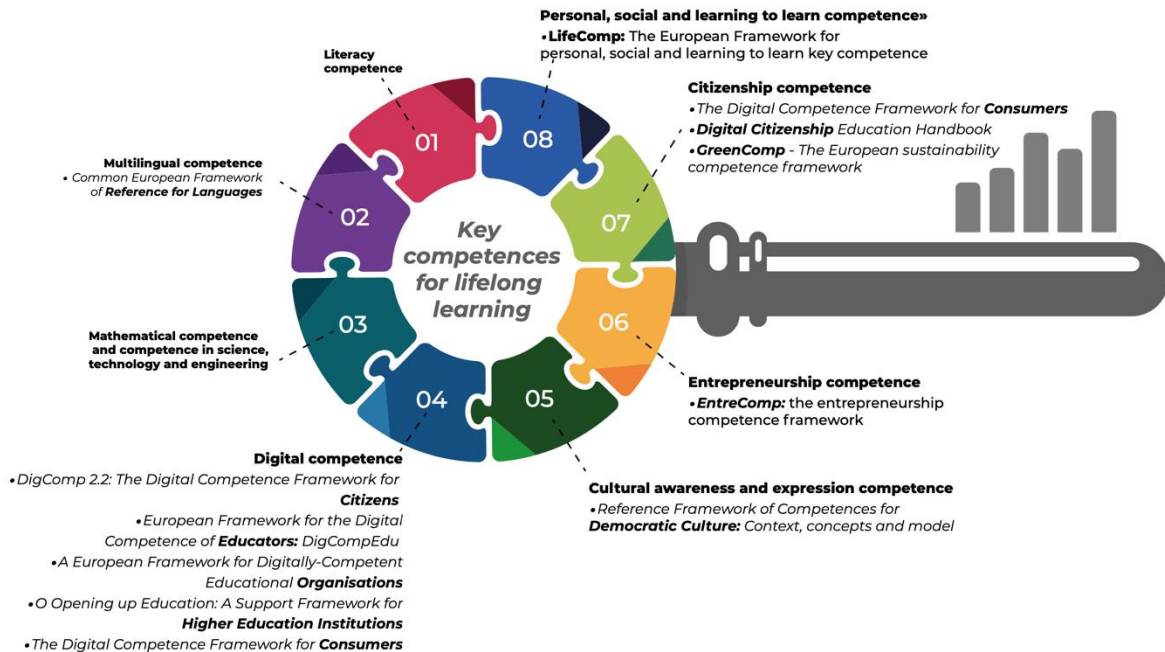 Personal, social and learning to learn competence»
•LifeComp: The European Framework for
personal, social and learning to learn key competence
Literacy
competence
Citizenship competence
•The Digital Competence Framework for Consumers
•Digital Citizenship Education Handbook
•GreenComp - The European sustainability
competence framework
Multilingual competence
• Common European Framework
of Reference for Languages
01
08
02
07
Key
competences
for lifelong
learning
03
06
Mathematical competence
and competence in science,
technology and engineering
04
05
Entrepreneurship competence
•EntreComp: the entrepreneurship
competence framework
Digital competence
•DigComp 2.2: The Digital Competence Framework for
Citizens
•European Framework for the Digital
Competence of Educators: DigCompEdu
•A European Framework for Digitally-Competent
Educational Organisations
•O Opening up Education: A Support Framework for
Higher Education Institutions
•The Digital Competence Framework for Consumers
Cultural awareness and expression competence
•Reference Framework of Competences for
Democratic Culture: Context, concepts and model